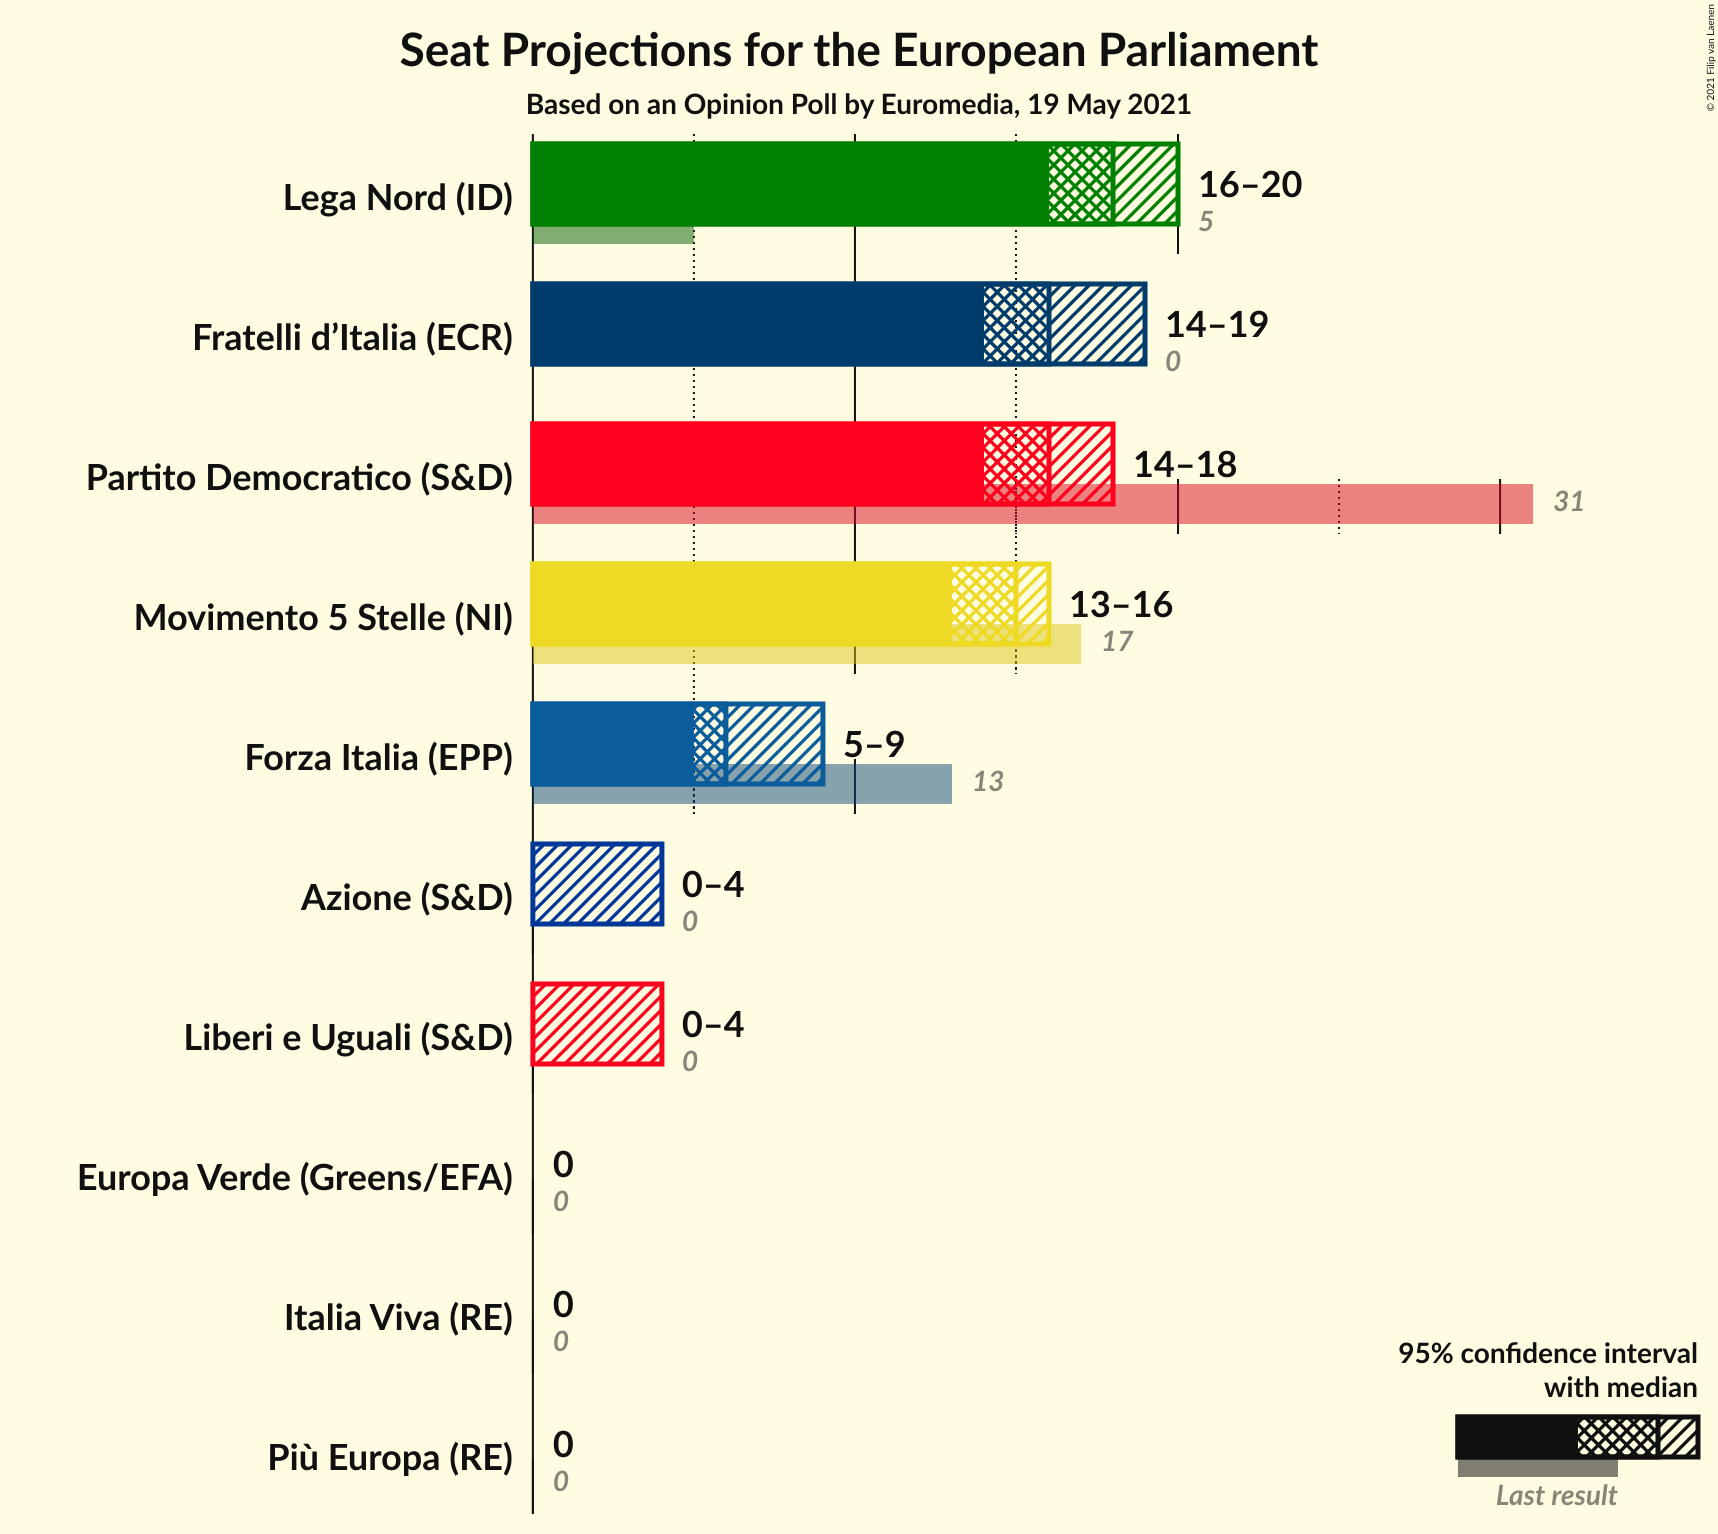 Seat Projections for the European Parliament
Based on an Opinion Poll by Euromedia, 19 May 2021
© 2021 Filip van Laenen
Lega Nord (ID)
16–20
5
Fratelli d’Italia (ECR)
14–19
0
Partito Democratico (S&D)
14–18
31
Movimento 5 Stelle (NI)
13–16
17
Forza Italia (EPP)
5–9
13
Azione (S&D)
0–4
0
Liberi e Uguali (S&D)
0–4
0
Europa Verde (Greens/EFA)
0
0
Italia Viva (RE)
0
0
Più Europa (RE)
0
0
95% confidence interval
with median
Last result